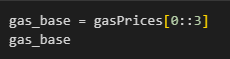 gas_base = gasPrices[0::3]
gas_base